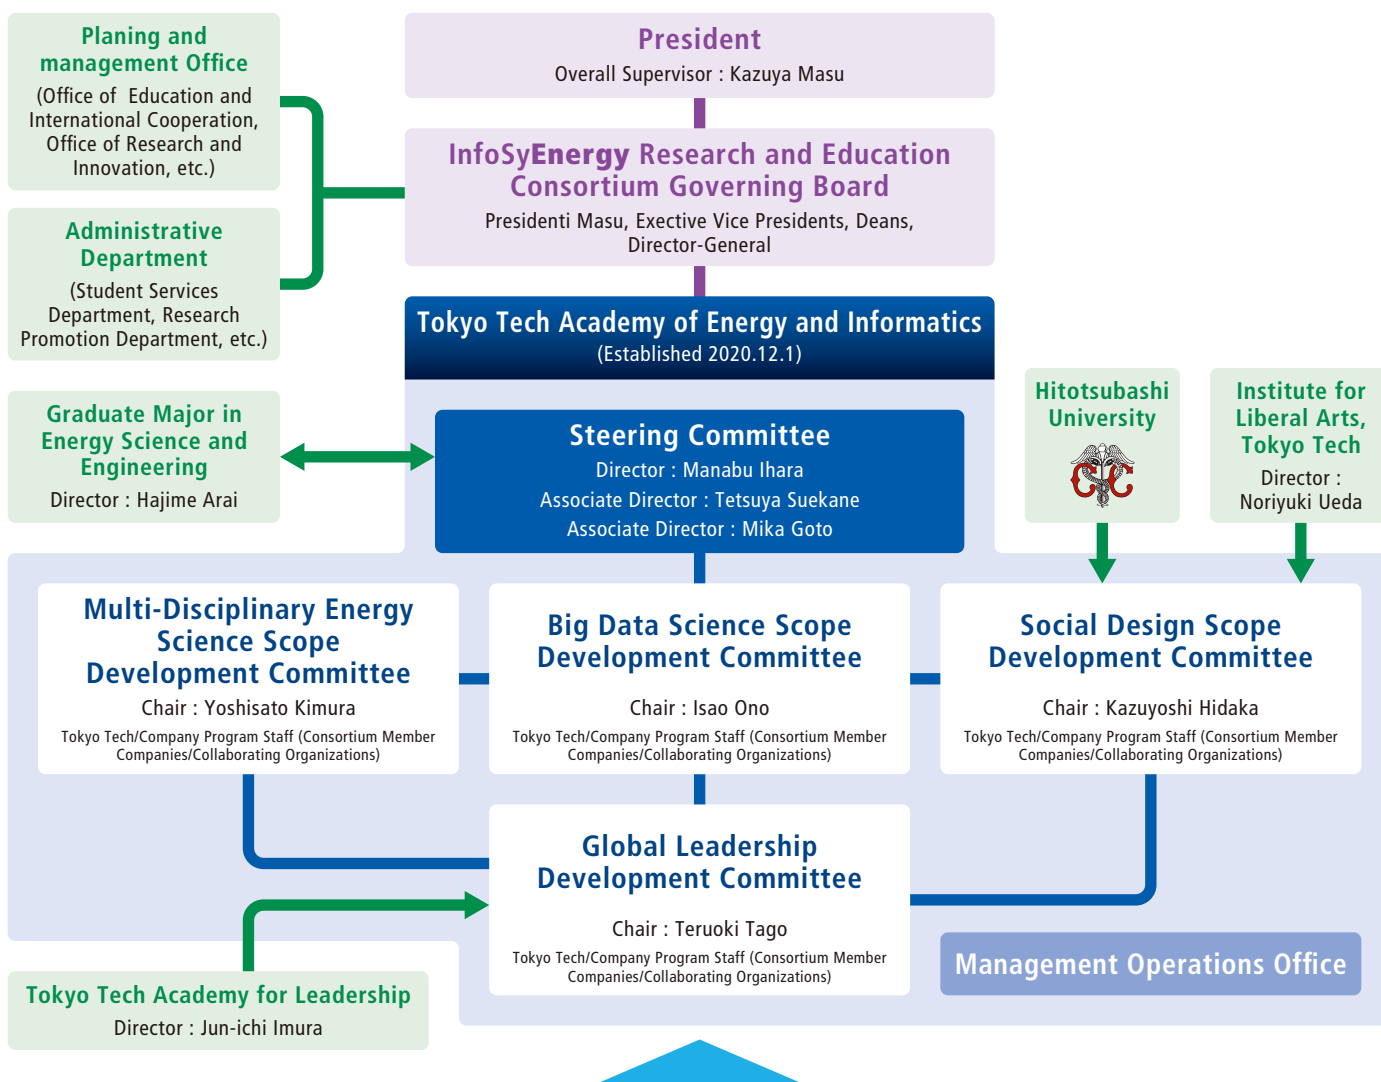 Planing and
management Office
(Office of Education and
International Cooperation,
Office of Research and
Innovation, etc.)
President
Overall Supervisor : Kazuya Masu
InfoSyEnergy Research and Education
Consortium Governing Board
Presidenti Masu, Exective Vice Presidents, Deans,
Director-General
Administrative
Department
(Student Services
Department, Research
Promotion Department, etc.)
Tokyo Tech Academy of Energy and Informatics
(Established 2020.12.1)
Graduate Major in
Energy Science and
Engineering
Director : Hajime Arai
Steering Committee
Director : Manabu Ihara
Associate Director : Tetsuya Suekane
Associate Director : Mika Goto
Hitotsubashi
University
Institute for
Liberal Arts,
Tokyo Tech
Director :
Noriyuki Ueda
Multi-Disciplinary Energy
Science Scope
Development Committee
Chair : Yoshisato Kimura
Tokyo Tech/Company Program Staff (Consortium Member
Companies/Collaborating Organizations)
Big Data Science Scope
Development Committee
Chair : Isao Ono
Tokyo Tech/Company Program Staff (Consortium Member
Companies/Collaborating Organizations)
Social Design Scope
Development Committee
Chair : Kazuyoshi Hidaka
Tokyo Tech/Company Program Staff (Consortium Member
Companies/Collaborating Organizations)
Global Leadership
Development Committee
Chair : Teruoki Tago
Tokyo Tech/Company Program Staff (Consortium Member
Companies/Collaborating Organizations)
Management Operations Office
Tokyo Tech Academy for Leadership
Director : Jun-ichi Imura